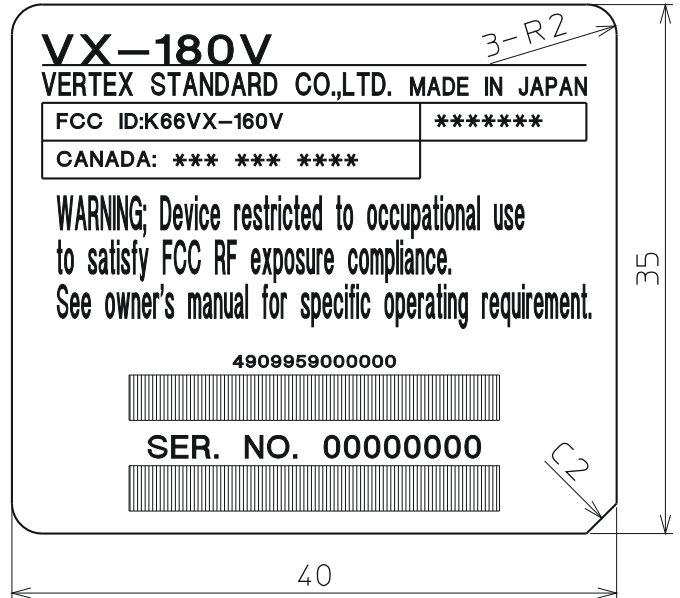 VX-180V
3-R2
VERTEX STANDARD CO.,LTD. MADE IN JAPAN
FCC ID:K66VX-160V *******
CANADA: *** *** ****
WARNING; Device restricted to occupational use
to satisfy FCC RF exposure compliance.
See owner's manual for specific operating requirement.
35
4909959000000
SER. NO. 00000000
C2
40